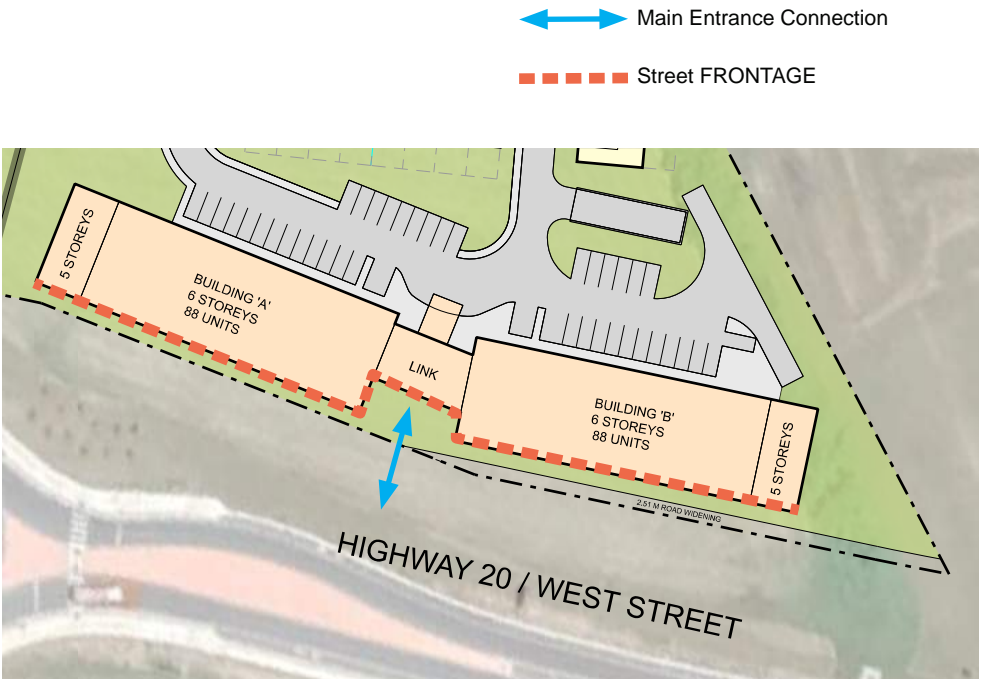 Main Entrance Connection
Street FRONTAGE
5 STOREYS
BUILDING 'A'
6 STOREYS
88 UNITS
LINK
BUILDING 'B'
6 STOREYS
88 UNITS
5 STOREYS
2.51 M ROAD WIDENING
HIGHWAY 20 / WEST STREET